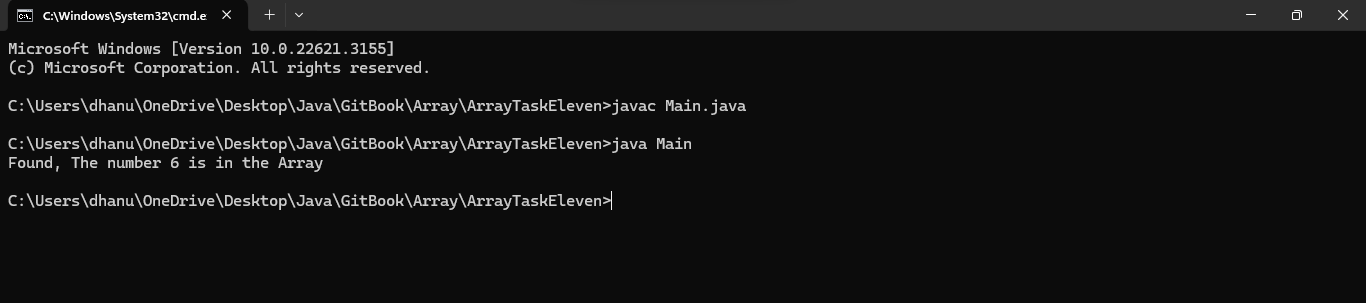 C:\Windows\System32\cmd.e
Microsoft Windows [Version 10.0.22621.3155]
(c) Microsoft Corporation. All rights reserved.
C:\Users\dhanu\OneDrive\Desktop\Java\GitBook\Array\ArrayTaskEleven>javac Main.java
C:\Users\dhanu\OneDrive\Desktop\Java\GitBook\Array\ArrayTaskEleven>java Main
Found, The number 6 is in the Array
C:\Users\dhanu\OneDrive\Desktop\Java\GitBook\Array\ArrayTaskEleven>